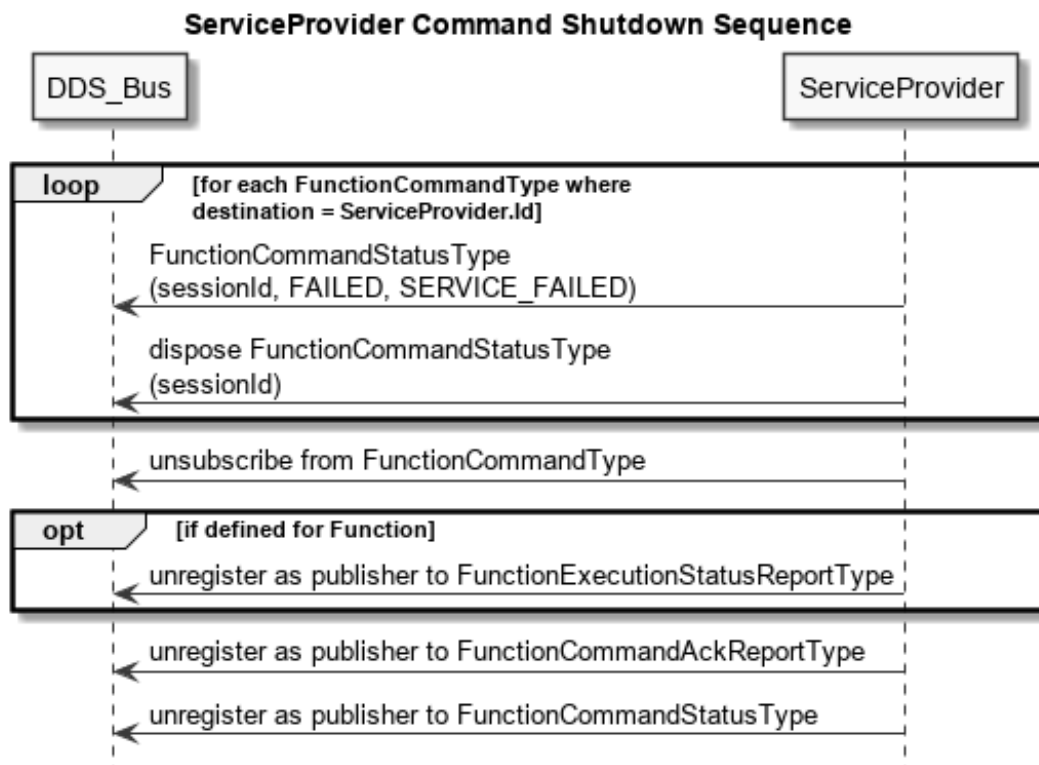 ServiceProvider Command Shutdown Sequence
DDS_Bus
ServiceProvider
loop
[for each FunctionCommandType where
destination = ServiceProvider.Id]
FunctionCommandStatusType
(sessionId, FAILED, SERVICE_FAILED)
dispose FunctionCommandStatusType
(sessionId)
unsubscribe from FunctionCommandType
opt
[if defined for Function]
unregister as publisher to FunctionExecutionStatusReportType
unregister as publisher to FunctionCommandAckReportType
unregister as publisher to FunctionCommandStatusType